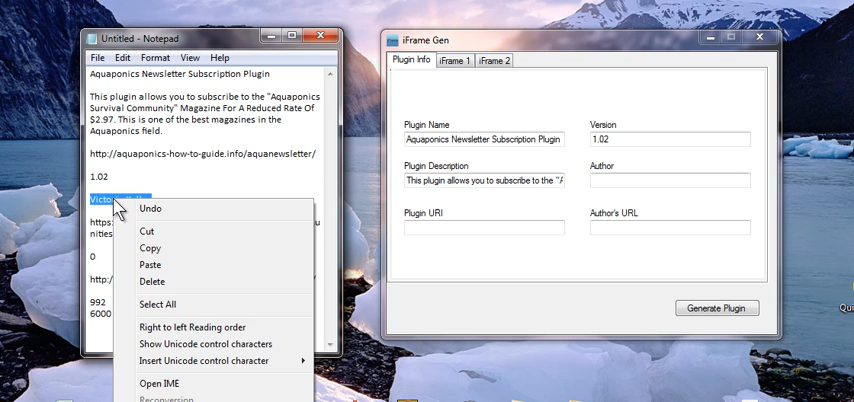 Untitled - Notepad
File Edit Format View Help
Aquaponics Newsletter Subscription Plugin
This plugin allows you to subscribe to the "Aquaponics
Survival Community" Magazine For A Reduced Rate Of
$2.97. This is one of the best magazines in the
Aquaponics field.
http://aquaponics-how-to-guide.info/aquanewsletter/
1.02
https:
0
http:/
992
6000
Undo
Cut
Copy
Paste
Delete
Select All
Right to left Reading order
Show Unicode control characters
Insert Unicode control character
Open IME
Reconversion
iFrame Gen
Plugin Info iFrame 1 iFrame 2
Plugin Name
Aquaponics Newsletter Subscription Plugin
Version
1.02
Plugin Description
This plugin allows you to subscribe to the "A
Author
Plugin URI
Author's URL
Generate Plugin
Qui